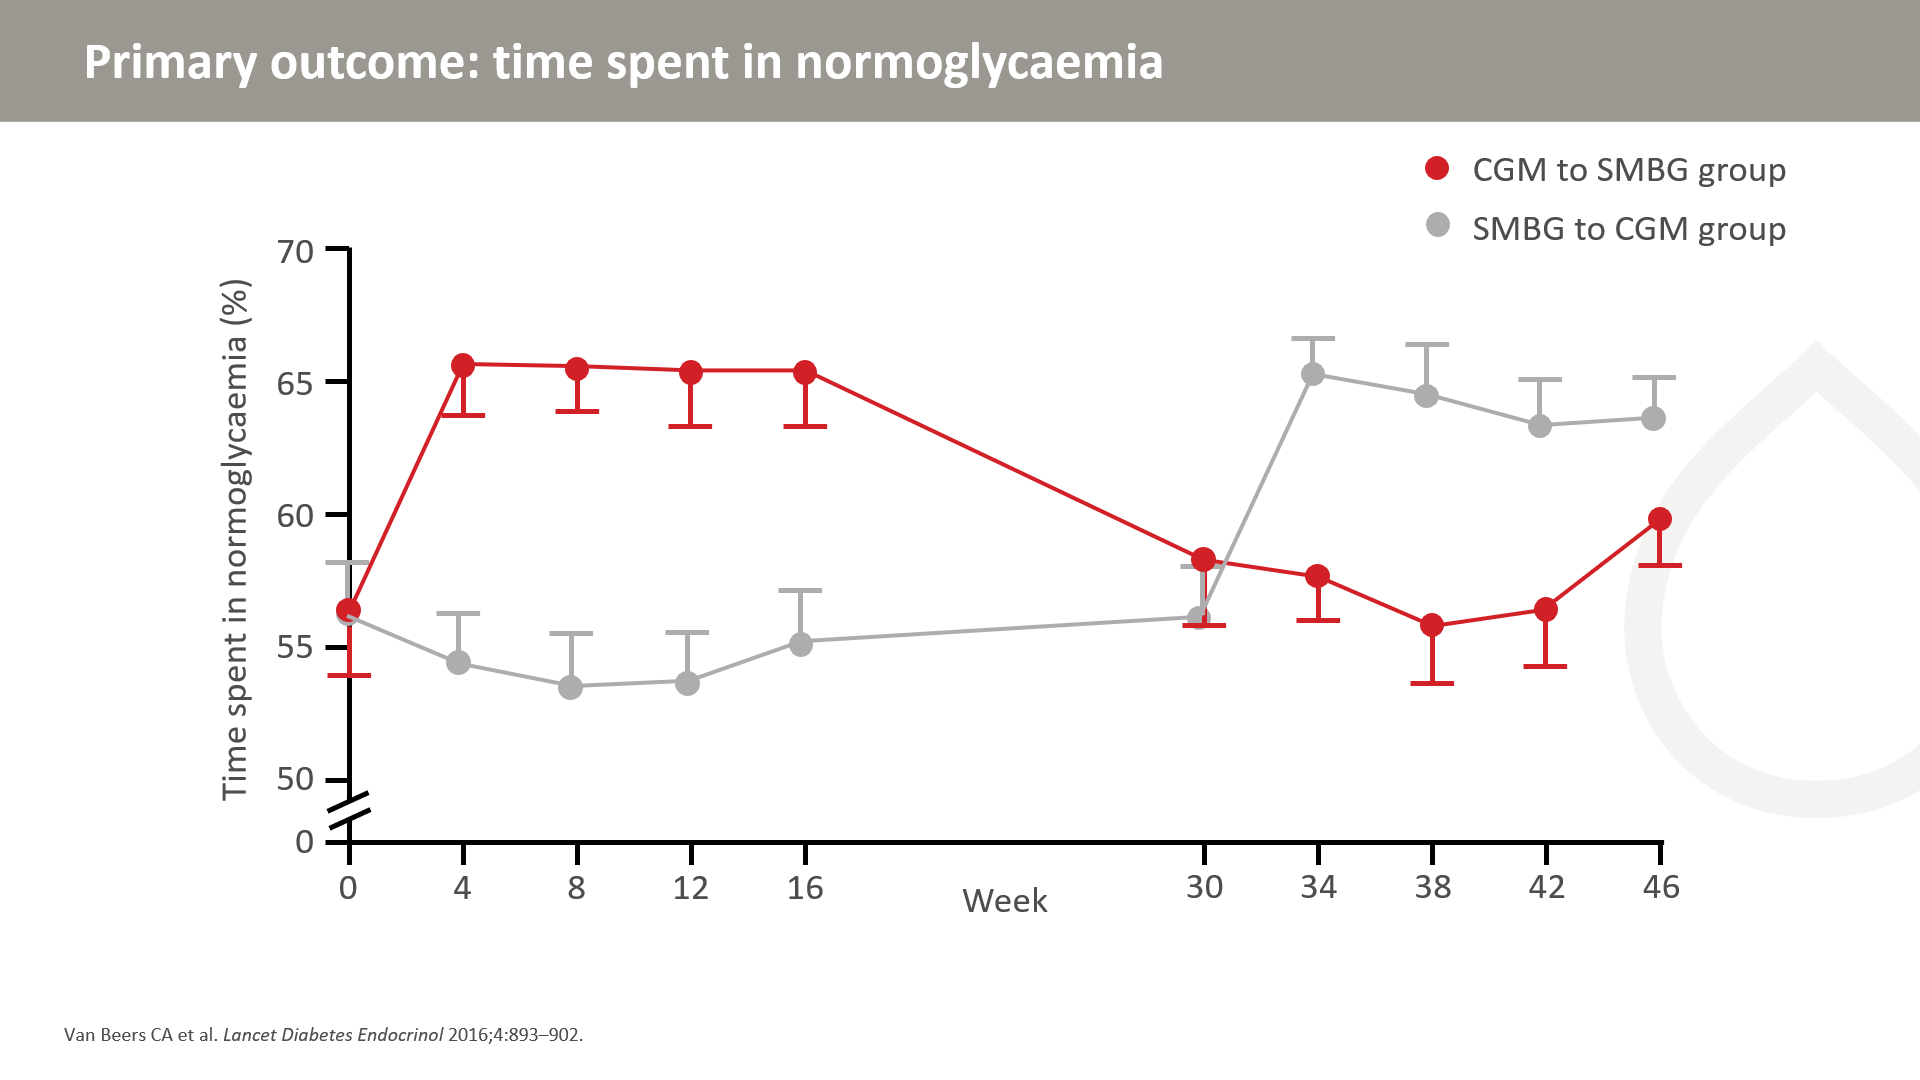 Primary outcome: time spent in normoglycaemia
CGM to SMBG group
SMBG to CGM group
Time spent in normoglycaemia (%)
70
65
60
55
50
0
0 4 8 12 16 30 34 38 42 46
Week
Van Beers CA et al. Lancet Diabetes Endocrinol 2016;4:893–902.